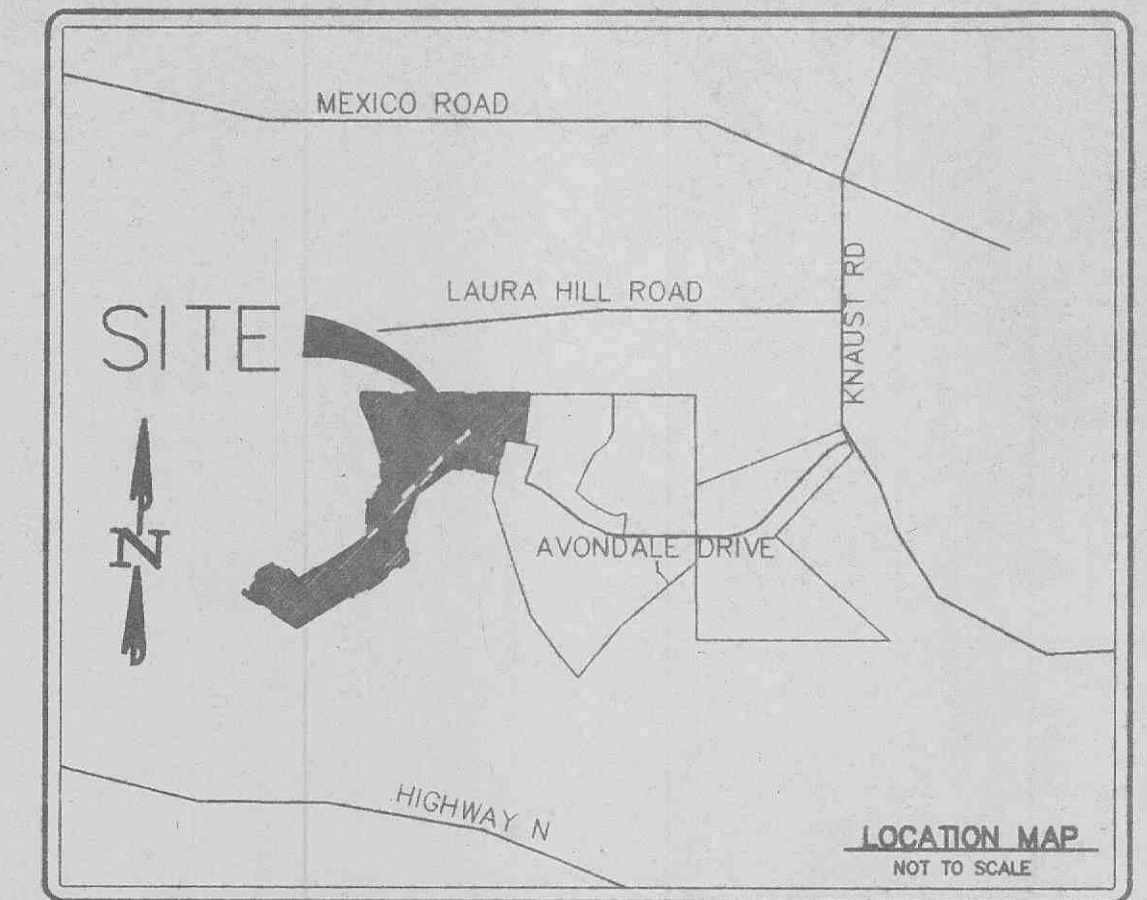 MEXICO ROAD
KNAUST RD
LAURA HILL ROAD
SITE
N
AVONDALE DRIVE
HIGHWAY N
LOCATION MAP
NOT TO SCALE